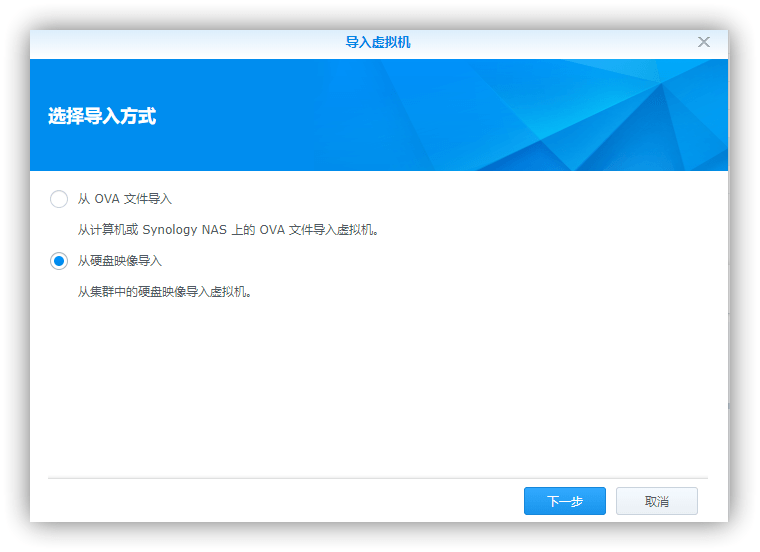 导入虚拟机
选择导入方式
从 OVA 文件导入
从计算机或 Synology NAS 上的 OVA 文件导入虚拟机。
从硬盘映像导入
从集群中的硬盘映像导入虚拟机。
下一步
取消